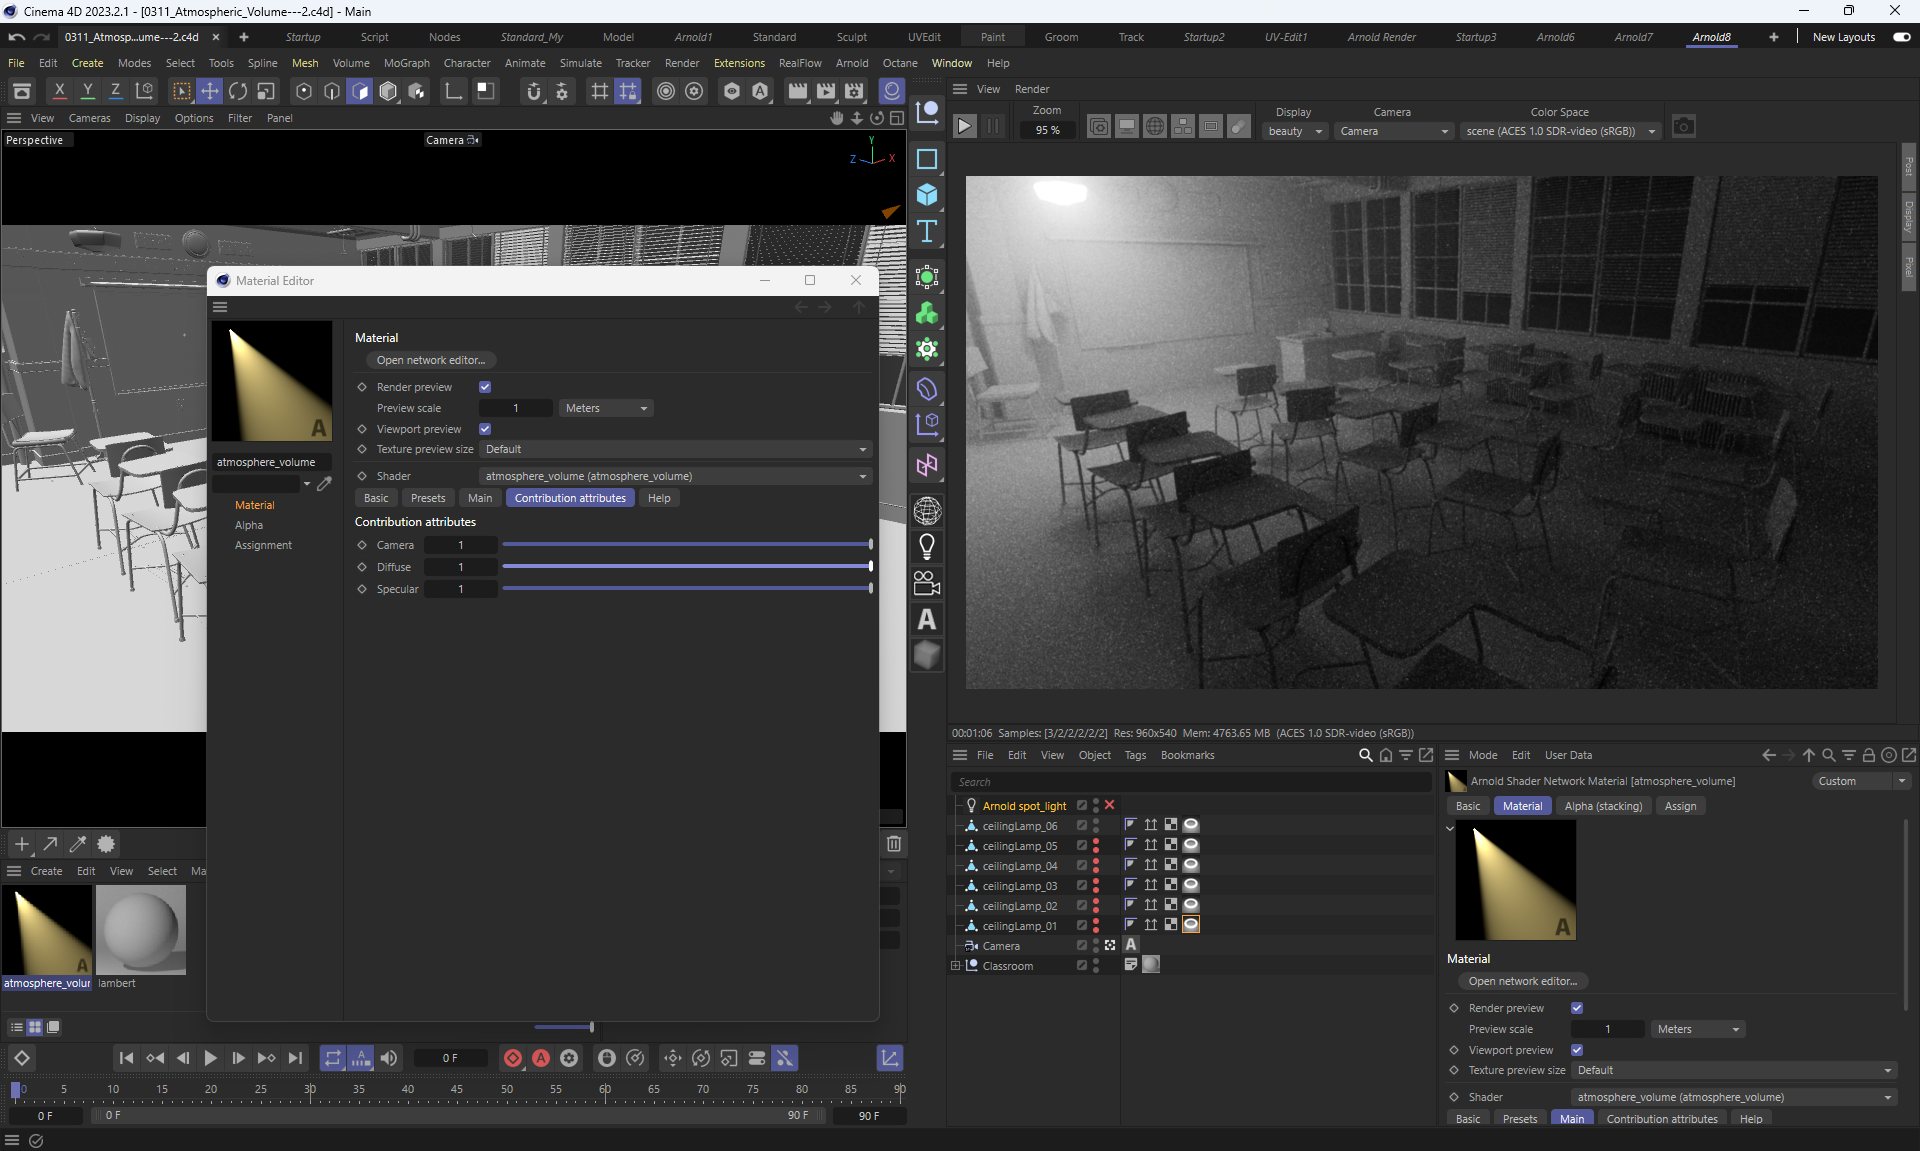 Cinema 4D 2023.2.1 - [0311_Atmospheric_Volume---2.c4d] - Main
0311_Atmosp...ume---2.c4d
Startup Script Nodes Standard_My Model Arnold1 Standard Sculpt UVEdit Paint Groom Track Startup2 UV-Edit1 Arnold Render Startup3 Arnold6 Arnold7 Arnold8 New Layouts
File Edit Create Modes Select Tools Spline Mesh Volume MoGraph Character Animate Simulate Tracker Render Extensions RealFlow Arnold Octane Window Help
X Y Z
View Cameras Display Options Filter Panel
Perspective
Camera
Y
Z X
View Render
Zoom
95 %
Display
beauty
Camera
Camera
Color Space
scene (ACES 1.0 SDR-video (sRGB))
Post
Display
Pixel
Material Editor
A
atmosphere_volume
Material
Alpha
Assignment
Material
Open network editor...
Render preview
Preview scale 1 Meters
Viewport preview
Texture preview size Default
Shader atmosphere_volume (atmosphere_volume)
Basic Presets Main Contribution attributes Help
Contribution attributes
Camera 1
Diffuse 1
Specular 1
00:01:06 Samples: [3/2/2/2/2/2] Res: 960x540 Mem: 4763.65 MB (ACES 1.0 SDR-video (sRGB))
File Edit View Object Tags Bookmarks
Search
Arnold spot_light
ceilingLamp_06
ceilingLamp_05
ceilingLamp_04
ceilingLamp_03
ceilingLamp_02
ceilingLamp_01
Camera
Classroom
Mode Edit User Data
Arnold Shader Network Material [atmosphere_volume]
Custom
Basic Material Alpha (stacking) Assign
A
Material
Open network editor...
Render preview
Preview scale 1 Meters
Viewport preview
Texture preview size Default
Shader atmosphere_volume (atmosphere_volume)
Basic Presets Main Contribution attributes Help
Create Edit View Select Ma
A
atmosphere_volur lambert
0 F
0 5 10 15 20 25 30 35 40 45 50 55 60 65 70 75 80 85 90
0 F 0 F 90 F 90 F